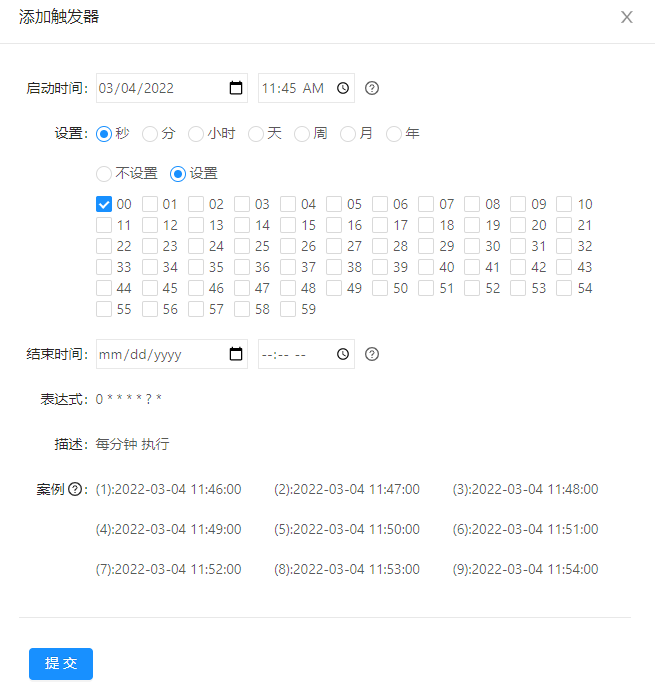 添加触发器
启动时间: 03/04/2022 11:45 AM
设置: 秒 分 小时 天 周 月 年
不设置 设置
00 01 02 03 04 05 06 07 08 09 10
11 12 13 14 15 16 17 18 19 20 21
22 23 24 25 26 27 28 29 30 31 32
33 34 35 36 37 38 39 40 41 42 43
44 45 46 47 48 49 50 51 52 53 54
55 56 57 58 59
结束时间: mm/dd/yyyy --:-- --
表达式: 0 * * * * ? *
描述: 每分钟 执行
案例: (1):2022-03-04 11:46:00 (2):2022-03-04 11:47:00 (3):2022-03-04 11:48:00
(4):2022-03-04 11:49:00 (5):2022-03-04 11:50:00 (6):2022-03-04 11:51:00
(7):2022-03-04 11:52:00 (8):2022-03-04 11:53:00 (9):2022-03-04 11:54:00
提 交